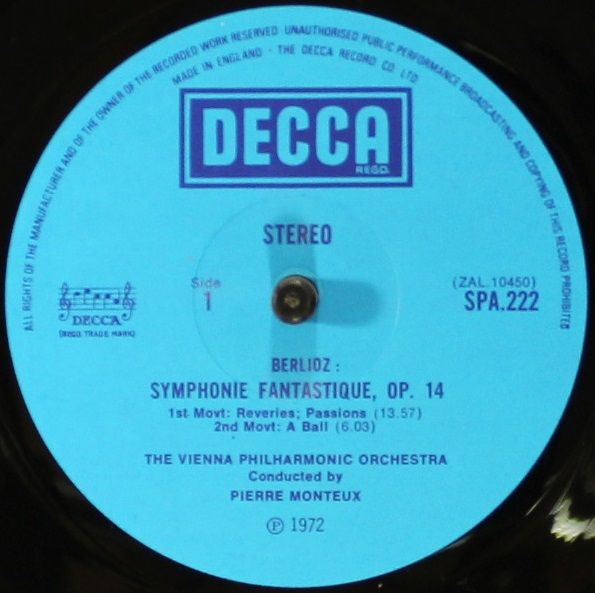 ALL RIGHTS OF THE MANUFACTURER AND OF THE OWNER OF THE RECORDED WORK RESERVED · UNAUTHORISED PUBLIC PERFORMANCE BROADCASTING AND COPYING OF THIS RECORD PROHIBITED
MADE IN ENGLAND - THE DECCA RECORD CO. LTD.
DECCA
REGD.
STEREO
Side
1
(ZAL.10450)
SPA.222
DECCA
(REGD. TRADE MARK)
BERLIOZ :
SYMPHONIE FANTASTIQUE, OP. 14
1st Movt: Reveries; Passions (13.57)
2nd Movt: A Ball (6.03)
THE VIENNA PHILHARMONIC ORCHESTRA
Conducted by
PIERRE MONTEUX
℗ 1972